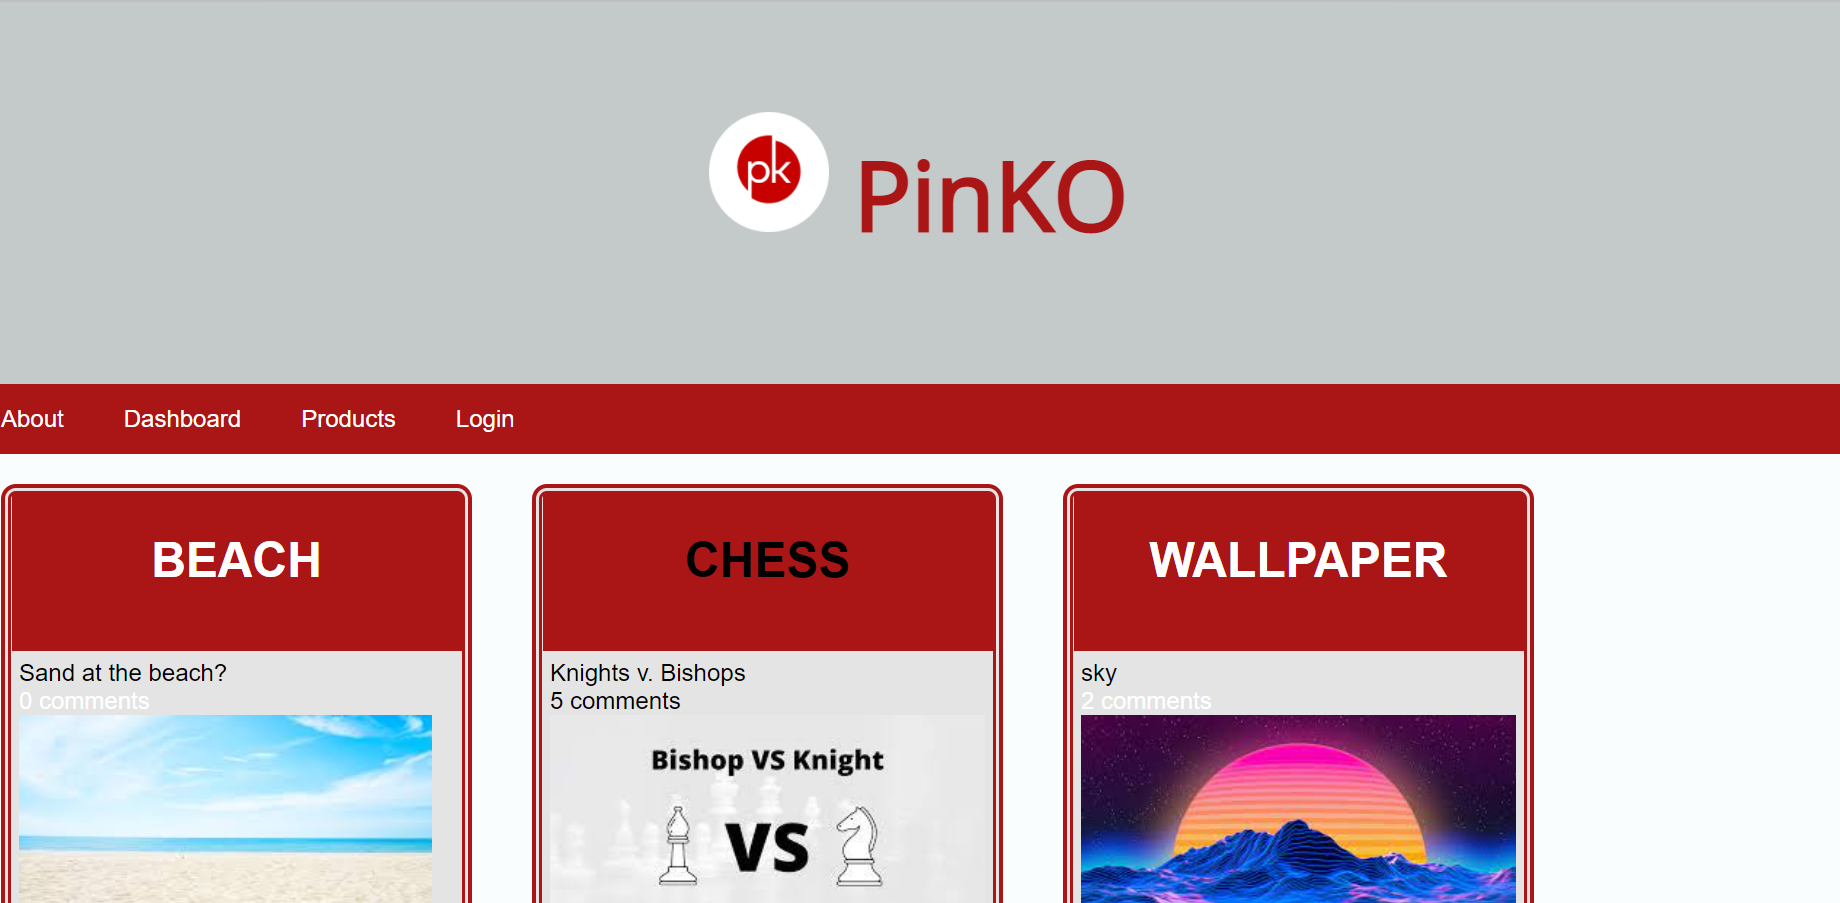 pk PinKO
About Dashboard Products Login
BEACH
Sand at the beach?
0 comments
CHESS
Knights v. Bishops
5 comments
Bishop VS Knight
VS
WALLPAPER
sky
2 comments